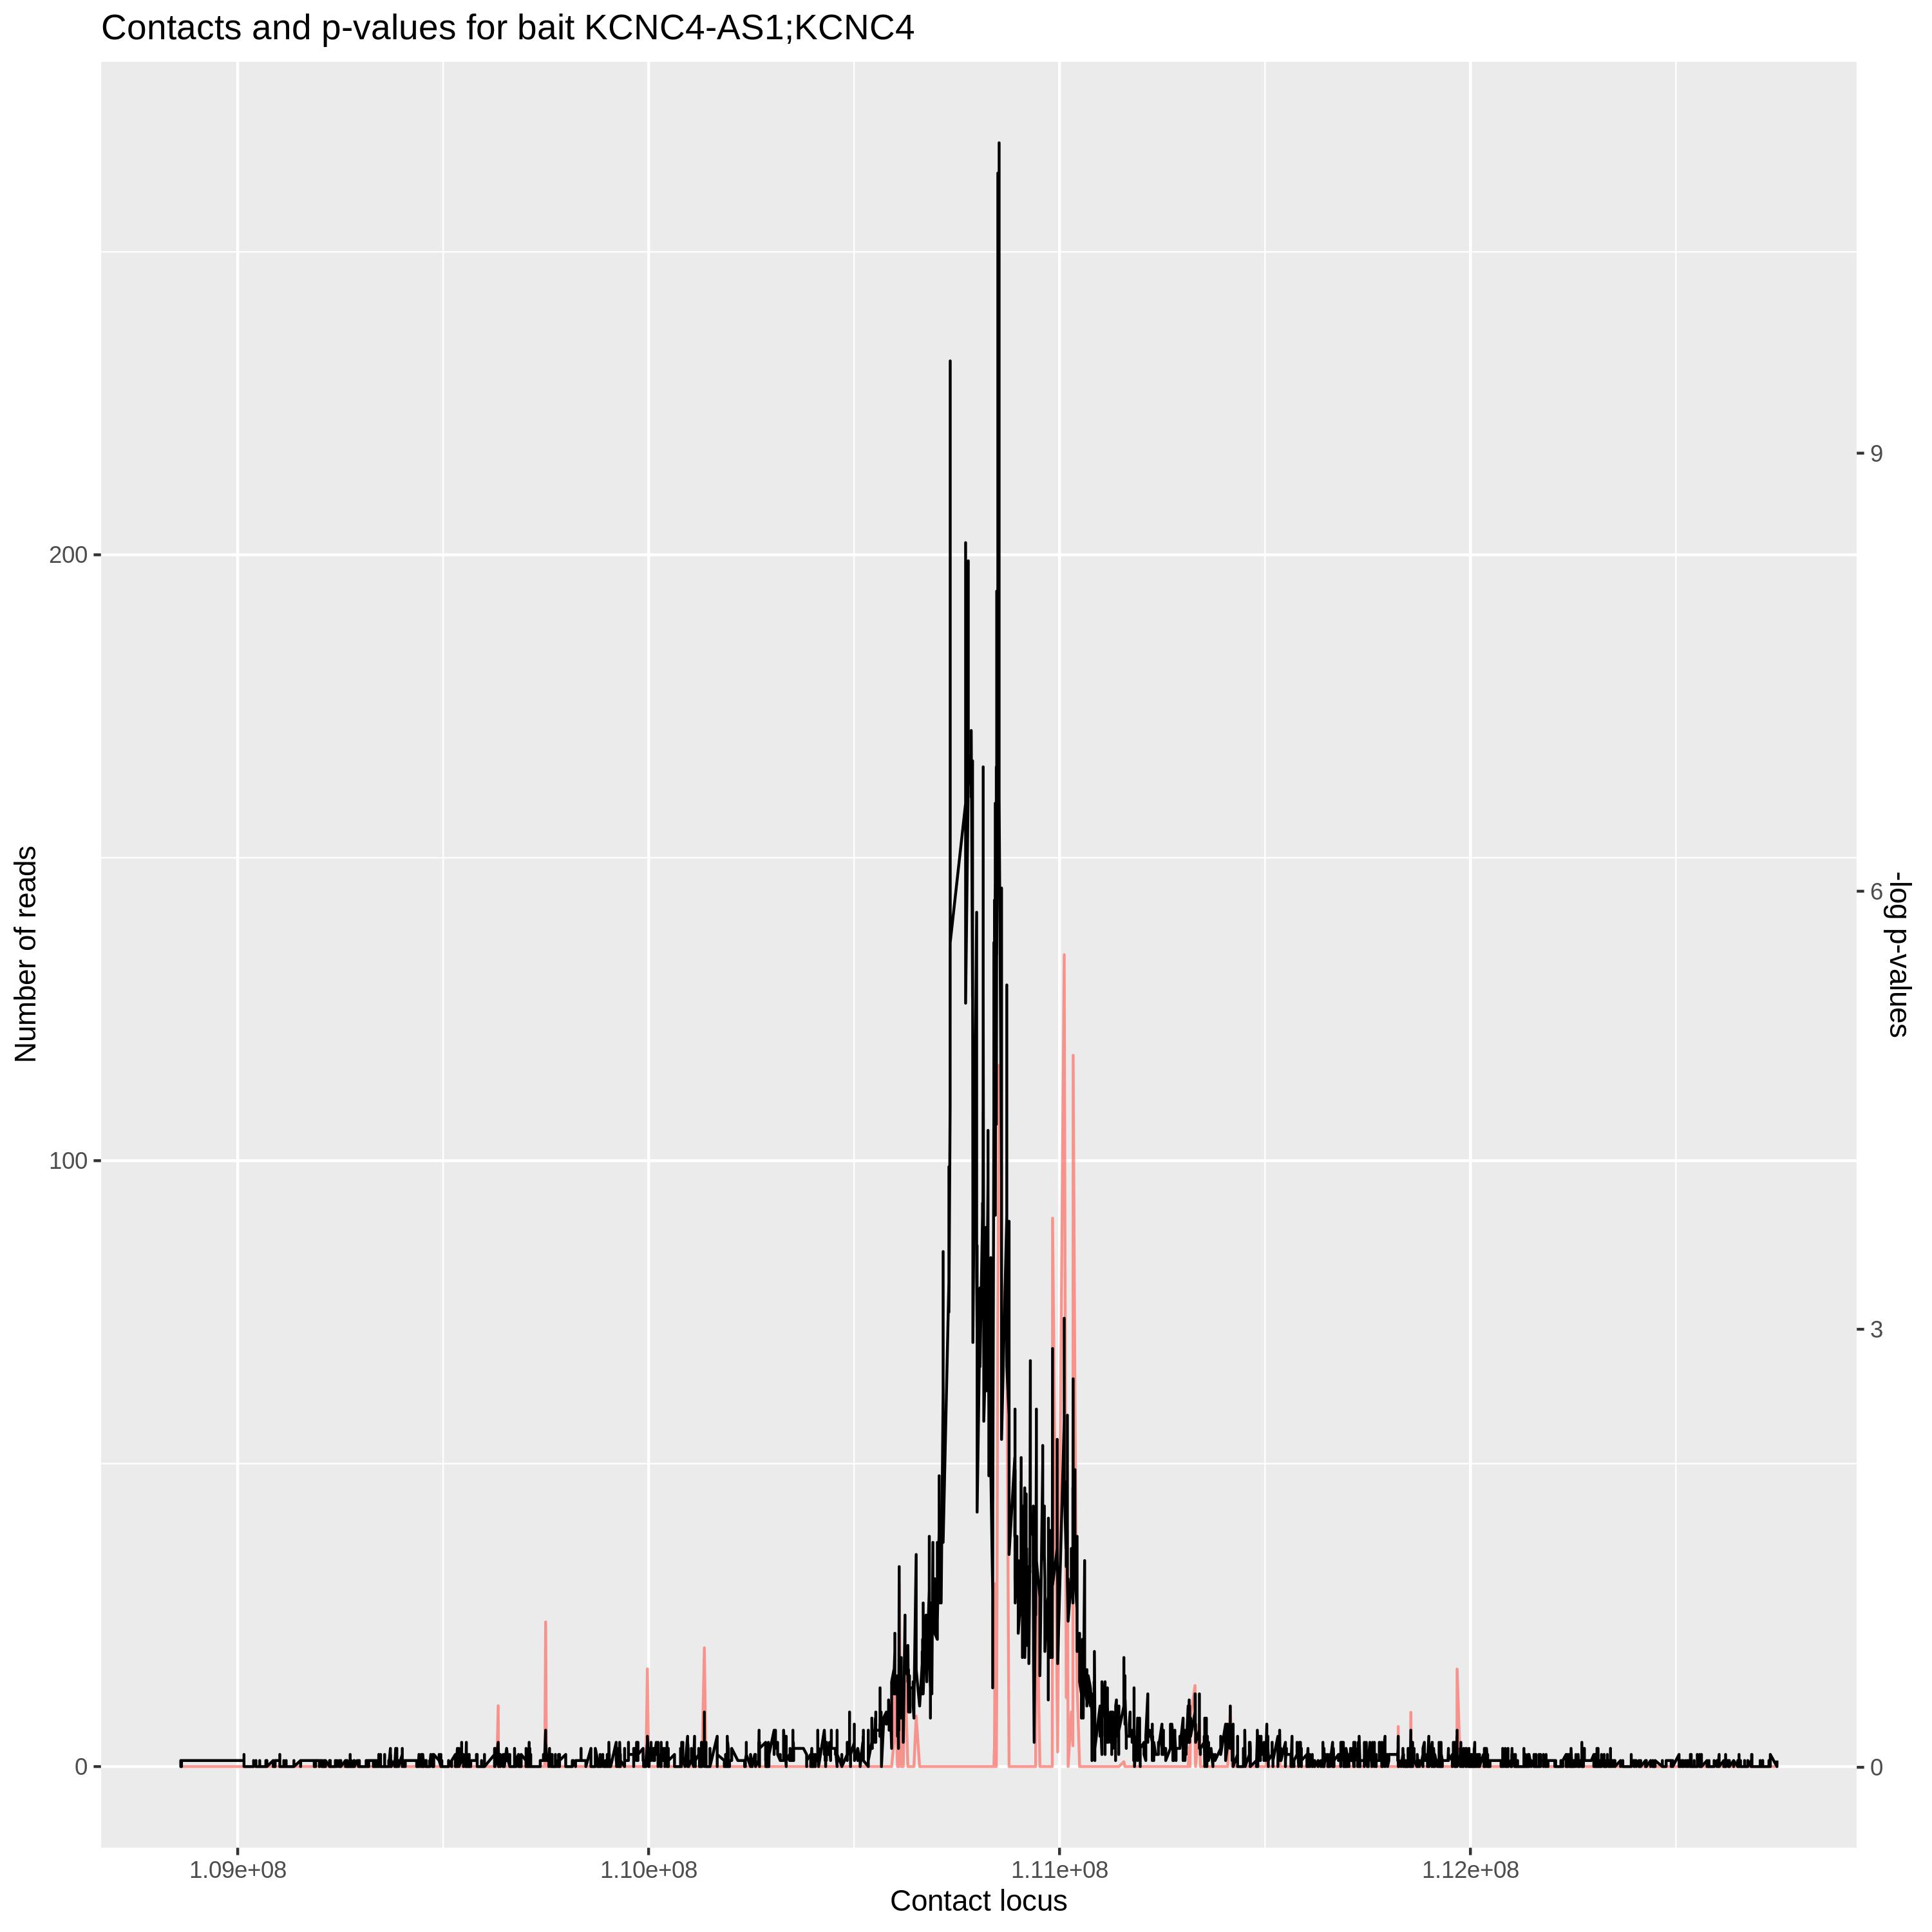 Contacts and p-values for bait KCNC4-AS1;KCNC4
Number of reads
200
100
0
9
6
3
0
-log p-values
1.09e+08
1.10e+08
1.11e+08
1.12e+08
Contact locus